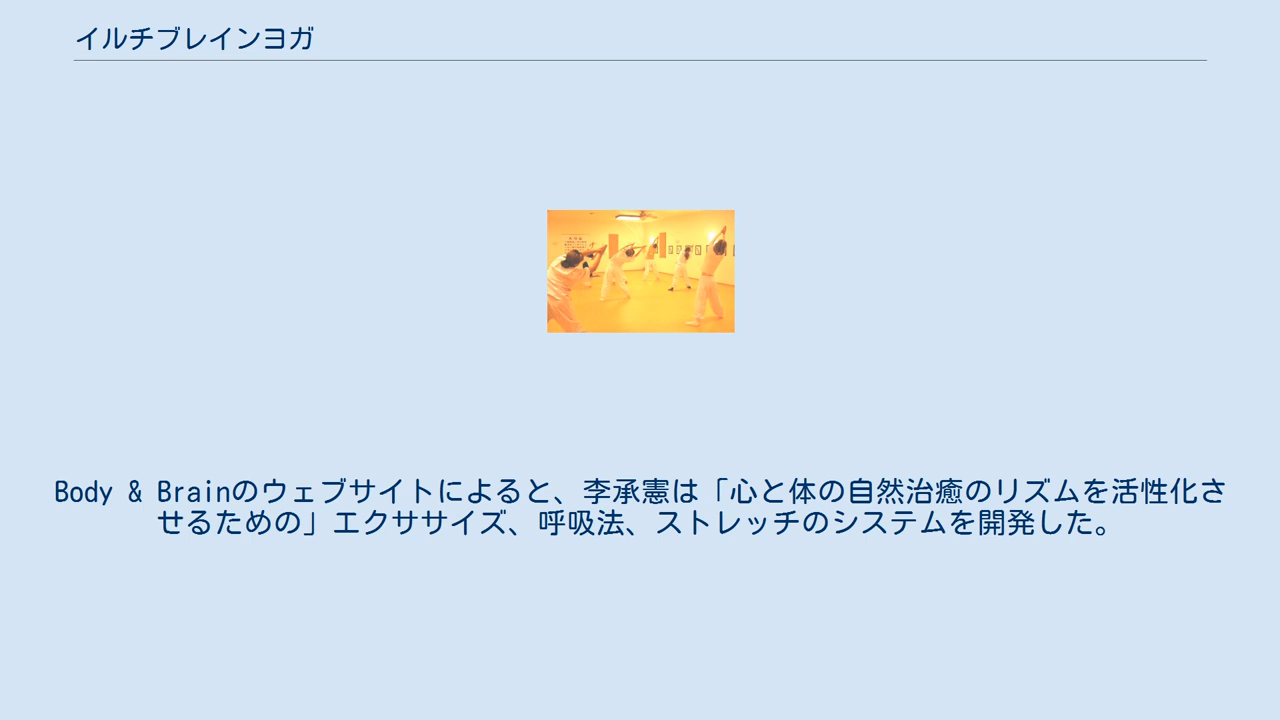 イルチブレインヨガ
Body & Brainのウェブサイトによると、李承憲は「心と体の自然治癒のリズムを活性化さ
せるための」エクササイズ、呼吸法、ストレッチのシステムを開発した。